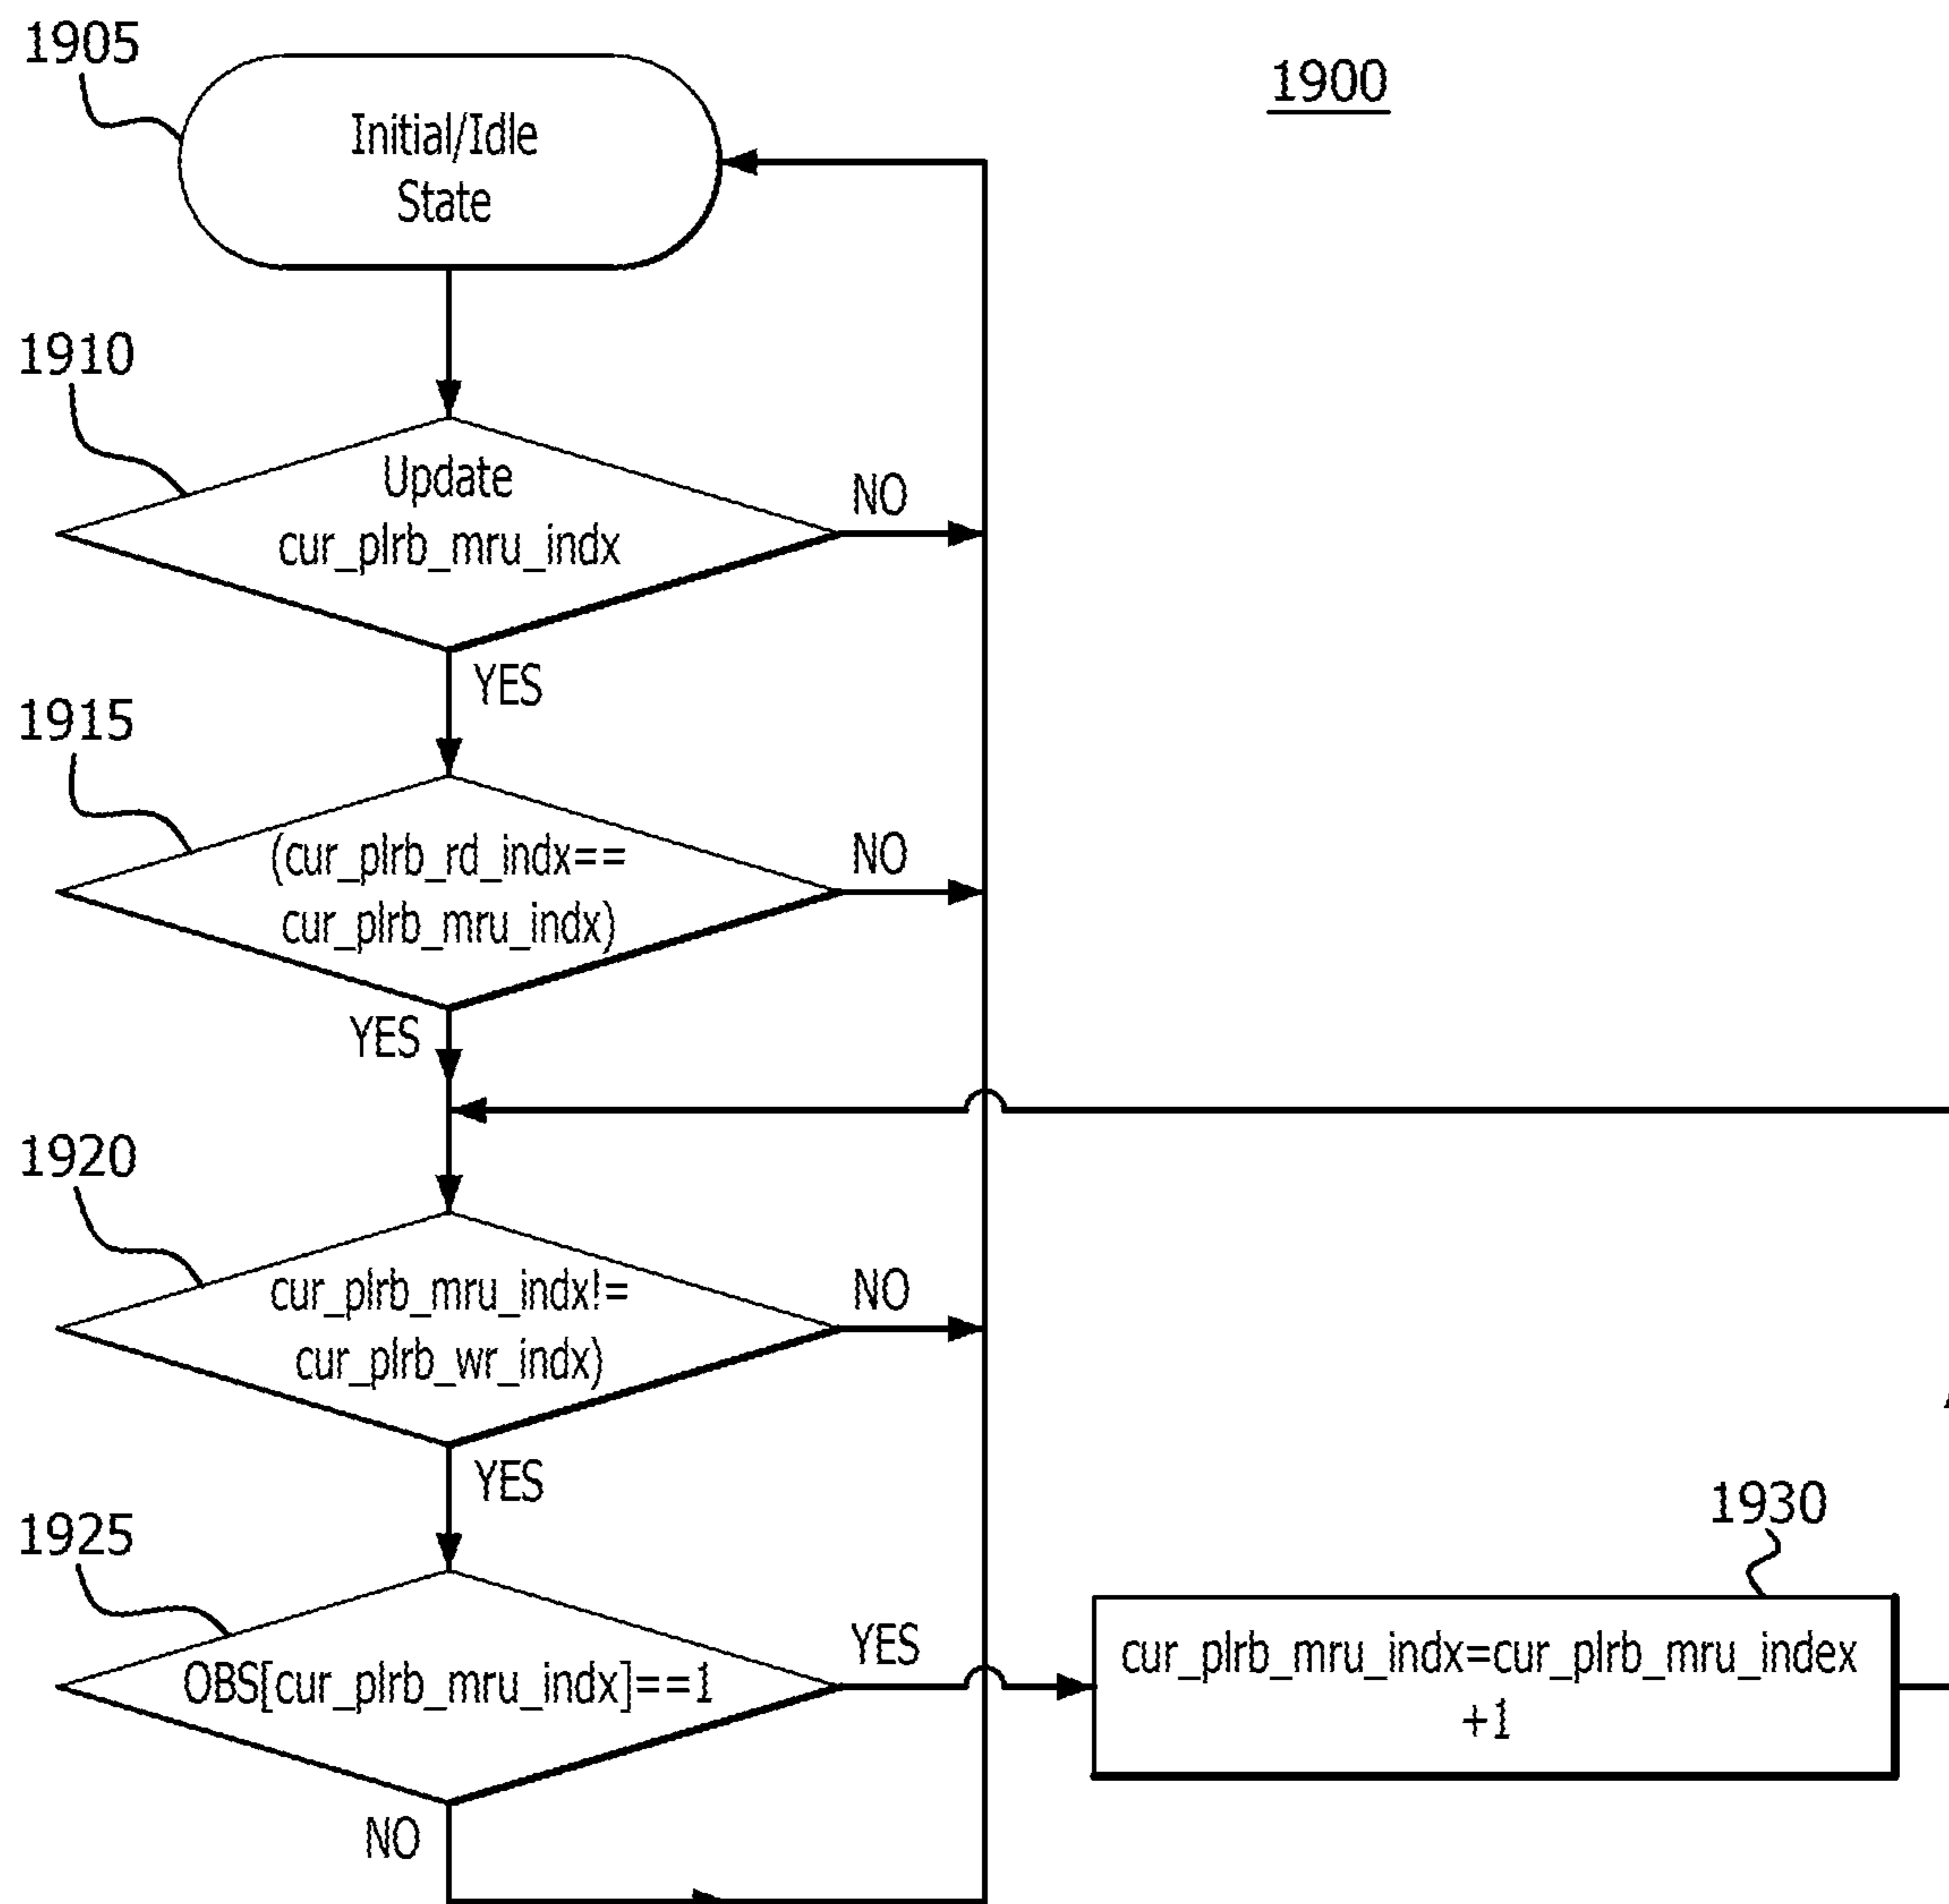 1905
1900
Initial/Idle
State
1910
Update
cur_plrb_mru_indx
NO
YES
1915
(cur_plrb_rd_indx==
cur_plrb_mru_indx)
NO
YES
1920
cur_plrb_mru_indx!=
cur_plrb_wr_indx)
NO
YES
1925
OBS[cur_plrb_mru_indx]==1
YES
NO
1930
cur_plrb_mru_indx=cur_plrb_mru_index
+1